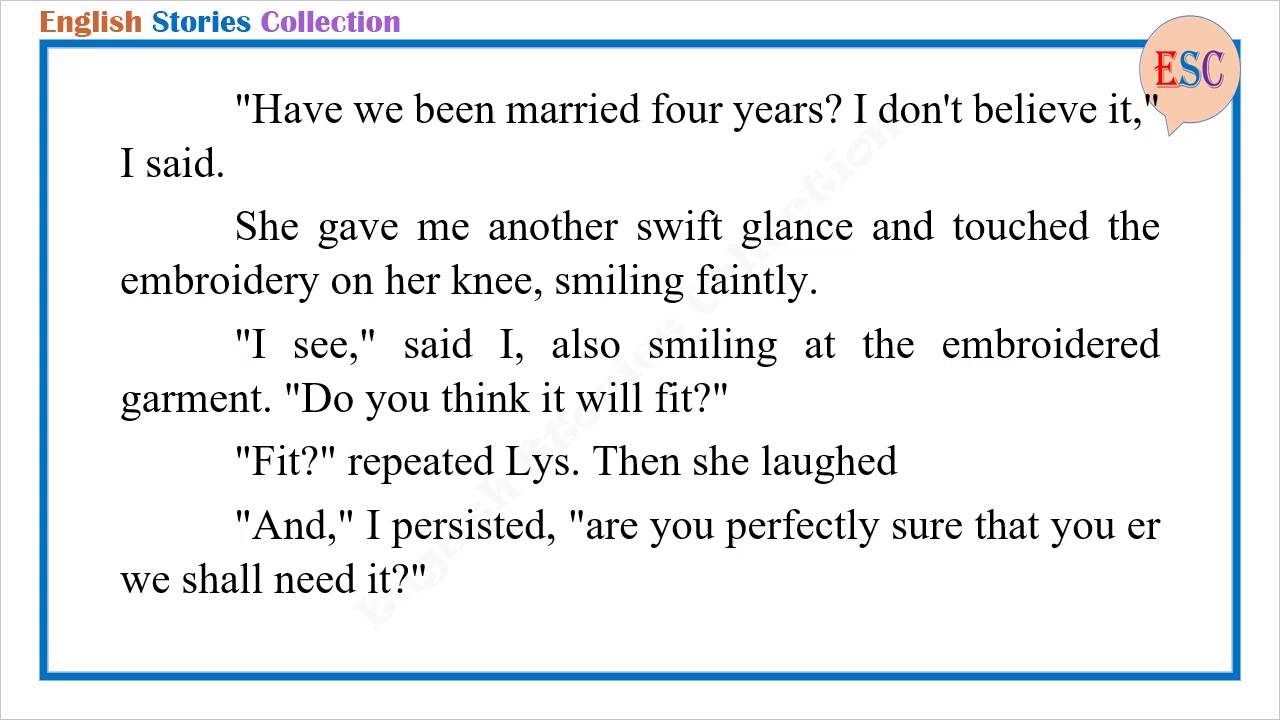 English Stories Collection
ESC
"Have we been married four years? I don't believe it,"
I said.
She gave me another swift glance and touched the
embroidery on her knee, smiling faintly.
"I see," said I, also smiling at the embroidered
garment. "Do you think it will fit?"
"Fit?" repeated Lys. Then she laughed
"And," I persisted, "are you perfectly sure that you er
we shall need it?"
English Stories Collection